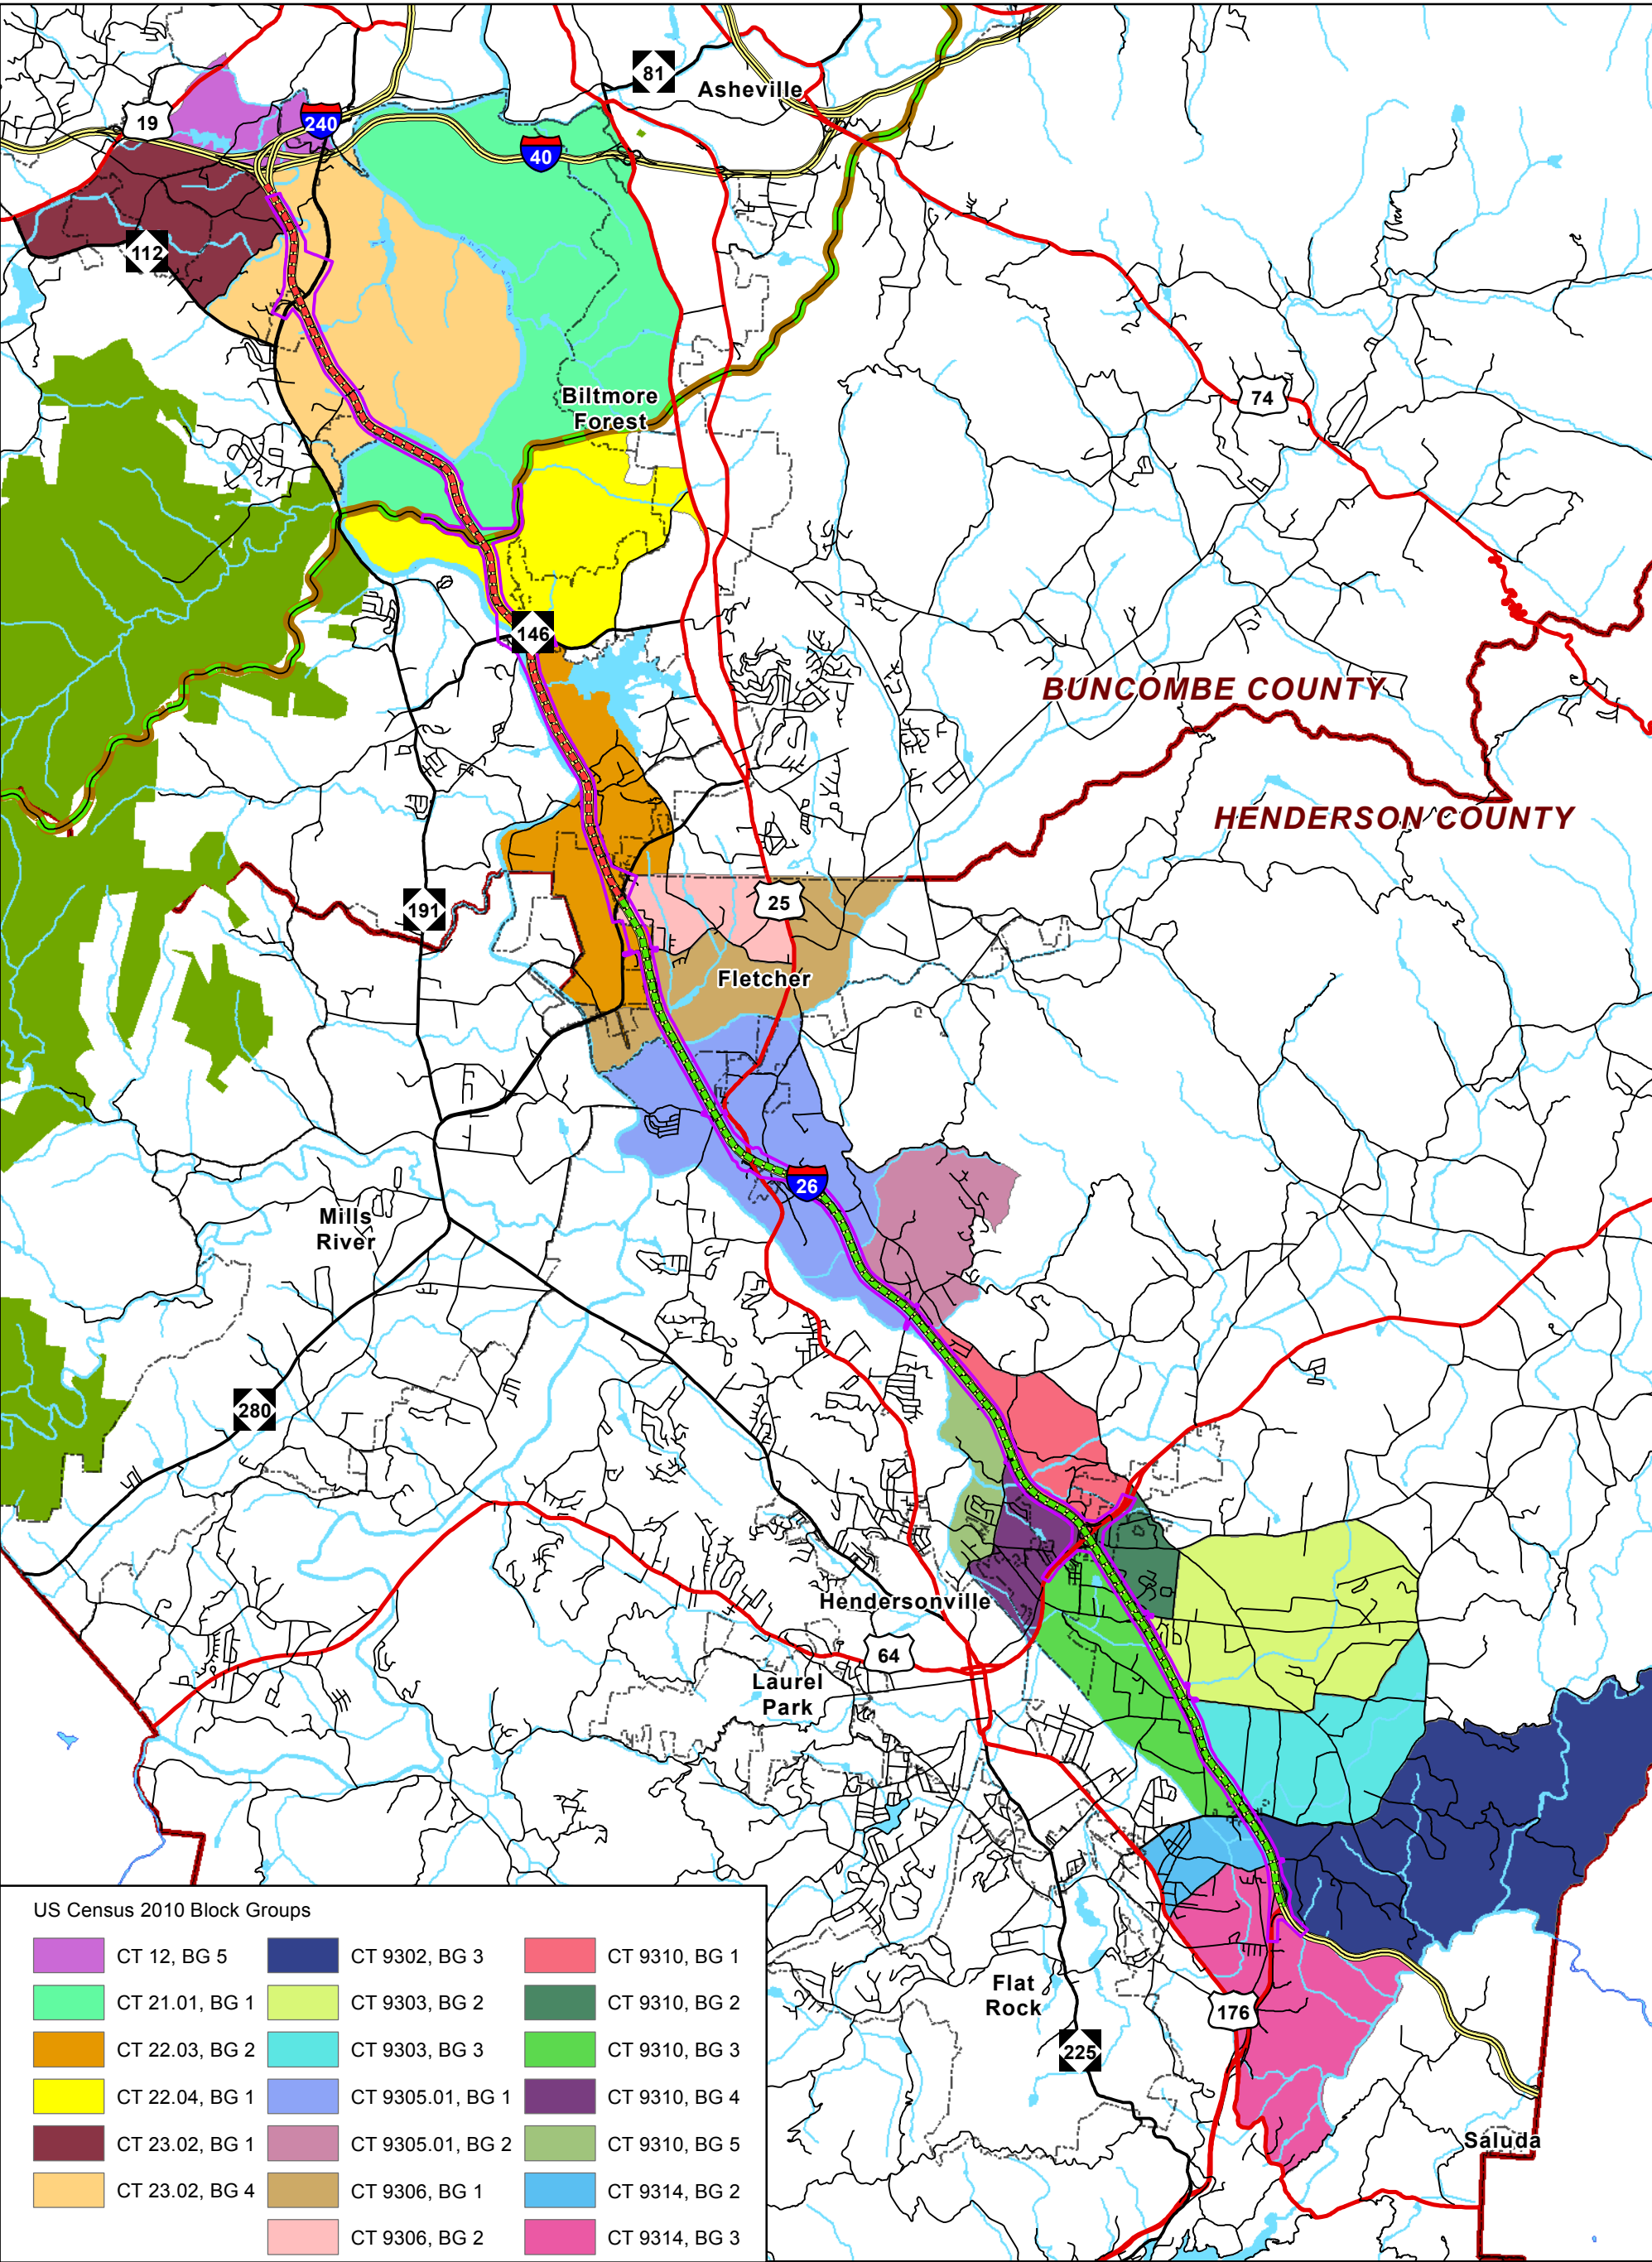 81
Asheville
19
240
40
112
Biltmore
Forest
74
146
BUNCOMBE COUNTY
HENDERSON COUNTY
191
25
Fletcher
26
Mills
River
280
Hendersonville
64
Laurel
Park
Flat
Rock
176
225
Saluda
US Census 2010 Block Groups
CT 12, BG 5
CT 21.01, BG 1
CT 22.03, BG 2
CT 22.04, BG 1
CT 23.02, BG 1
CT 23.02, BG 4
CT 9302, BG 3
CT 9303, BG 2
CT 9303, BG 3
CT 9305.01, BG 1
CT 9305.01, BG 2
CT 9306, BG 1
CT 9306, BG 2
CT 9310, BG 1
CT 9310, BG 2
CT 9310, BG 3
CT 9310, BG 4
CT 9310, BG 5
CT 9314, BG 2
CT 9314, BG 3